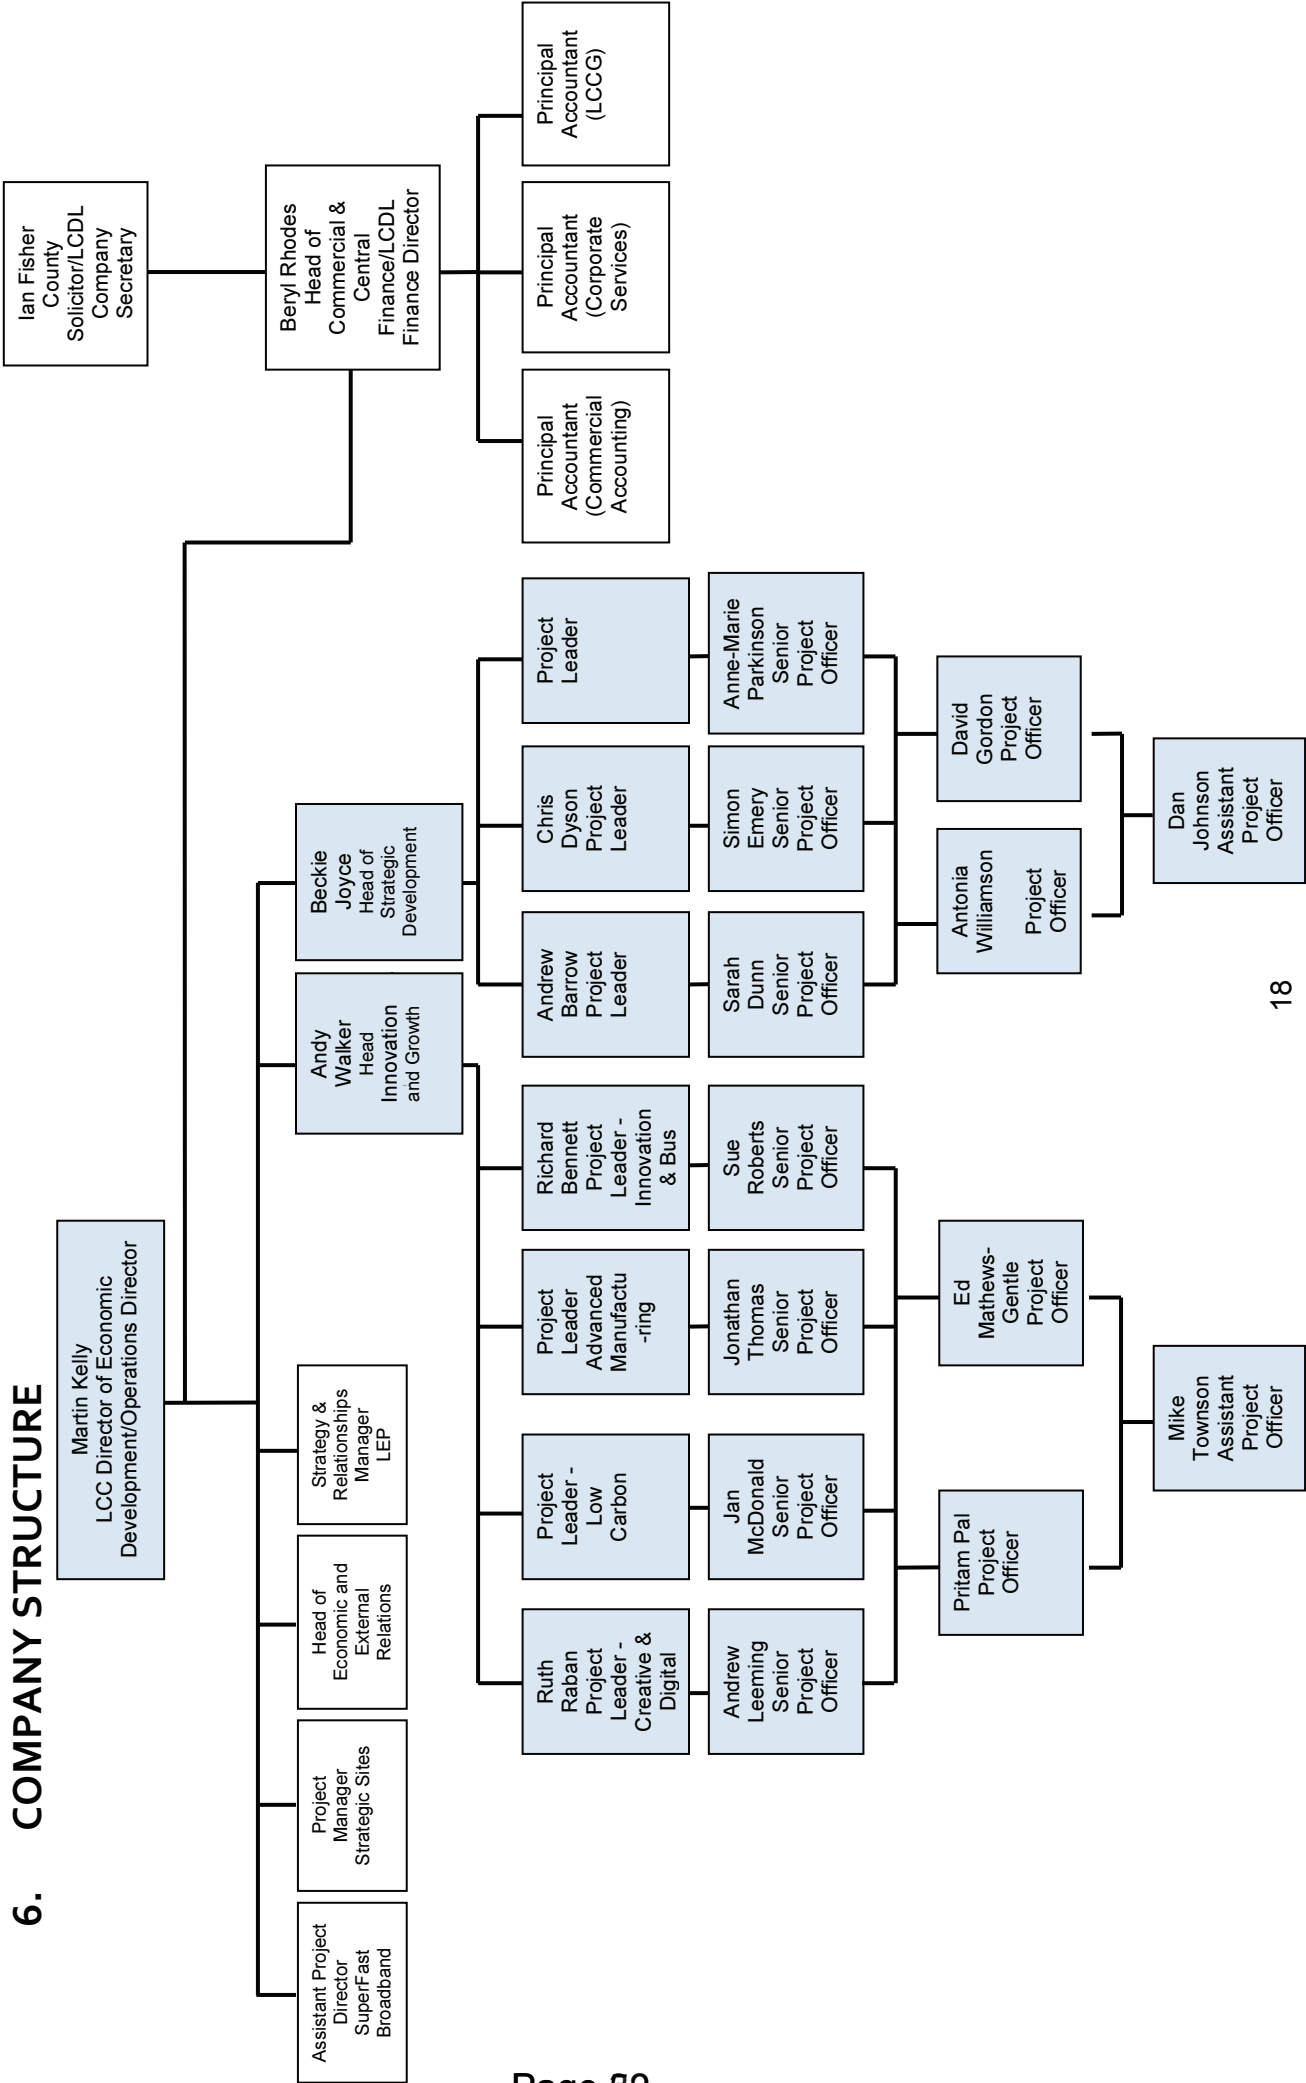 6. COMPANY STRUCTURE
Martin Kelly
LCC Director of Economic
Development/Operations Director
Ian Fisher
County
Solicitor/LCDL
Company
Secretary
Beryl Rhodes
Head of
Commercial &
Central
Finance/LCDL
Finance Director
Assistant Project
Director
SuperFast
Broadband
Project
Manager
Strategic Sites
Head of
Economic and
External
Relations
Strategy &
Relationships
Manager
LEP
Andy
Walker
Head
Innovation
and Growth
Beckie
Joyce
Head of
Strategic
Development
Ruth
Raban
Project
Leader -
Creative &
Digital
Project
Leader -
Low
Carbon
Project
Leader
Advanced
Manufactu
-ring
Richard
Bennett
Project
Leader -
Innovation
& Bus
Andrew
Barrow
Project
Leader
Chris
Dyson
Project
Leader
Project
Leader
Principal
Accountant
(Commercial
Accounting)
Principal
Accountant
(Corporate
Services)
Principal
Accountant
(LCCG)
Andrew
Leeming
Senior
Project
Officer
Jan
McDonald
Senior
Project
Officer
Jonathan
Thomas
Senior
Project
Officer
Sue
Roberts
Senior
Project
Officer
Sarah
Dunn
Senior
Project
Officer
Simon
Emery
Senior
Project
Officer
Anne-Marie
Parkinson
Senior
Project
Officer
Pritam Pal
Project
Officer
Ed
Mathews-
Gentle
Project
Officer
Antonia
Williamson
Project
Officer
David
Gordon
Project
Officer
Mike
Townson
Assistant
Project
Officer
Dan
Johnson
Assistant
Project
Officer
18
Page